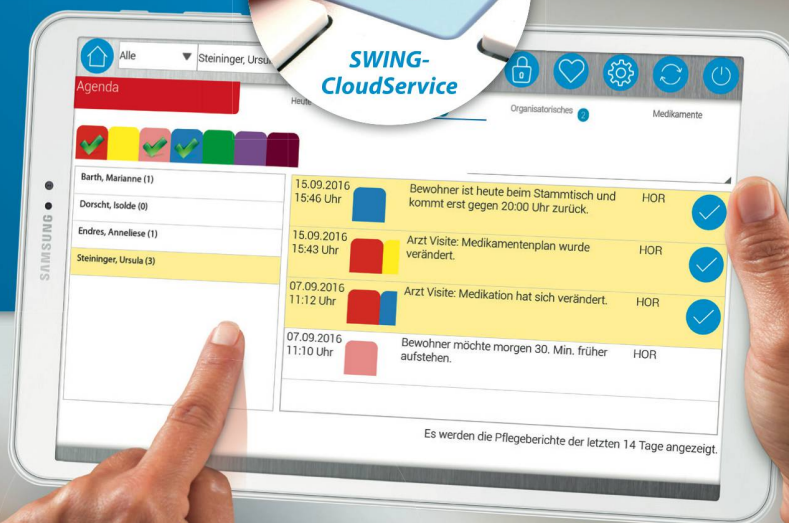 SWING-
CloudService
Alle
Steininger,
Agenda
Heute
Organisatorisches 2
Medikamente
Barth, Marianne (1)
Dorscht, Isolde (0)
Endres, Anneliese (1)
Steininger, Ursula (3)
15.09.2016
15:46 Uhr
Bewohner ist heute beim Stammtisch und
kommt erst gegen 20:00 Uhr zurück.
HOR
15.09.2016
15:43 Uhr
Arzt Visite: Medikamentenplan wurde
verändert.
HOR
07.09.2016
11:12 Uhr
Arzt Visite: Medikation hat sich verändert.
HOR
07.09.2016
11:10 Uhr
Bewohner möchte morgen 30. Min. früher
aufstehen.
HOR
Es werden die Pflegeberichte der letzten 14 Tage angezeigt.
SAMSUNG